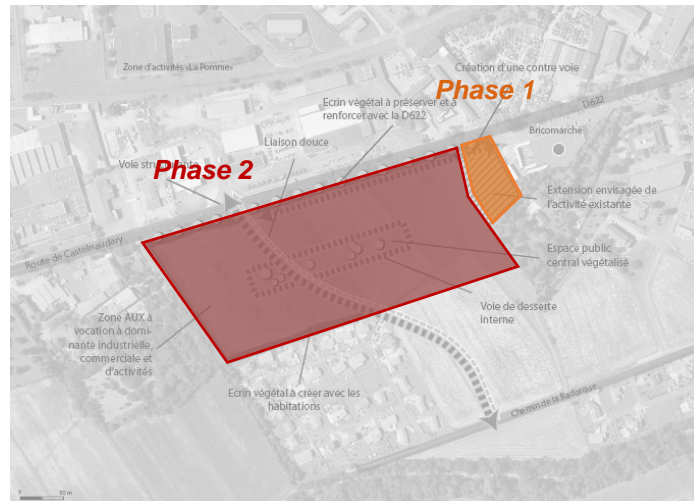 Zone d'activités «La Pomme»
Création d'une contre voie
Phase 1
D622
Ecrin végétal à préserver et à
renforcer avec la D622
Bricomarché
Liaison douce
Voie structurante
Phase 2
Extension envisagée de
l'activité existante
Route de Castelnaudary
Espace public
central végétalisé
Voie de desserte
interne
Zone AUX à
vocation à domi-
nante industrielle,
commerciale et
d'activités
Ecrin végétal à créer avec les
habitations
Chemin de la Badorque
0
50 m